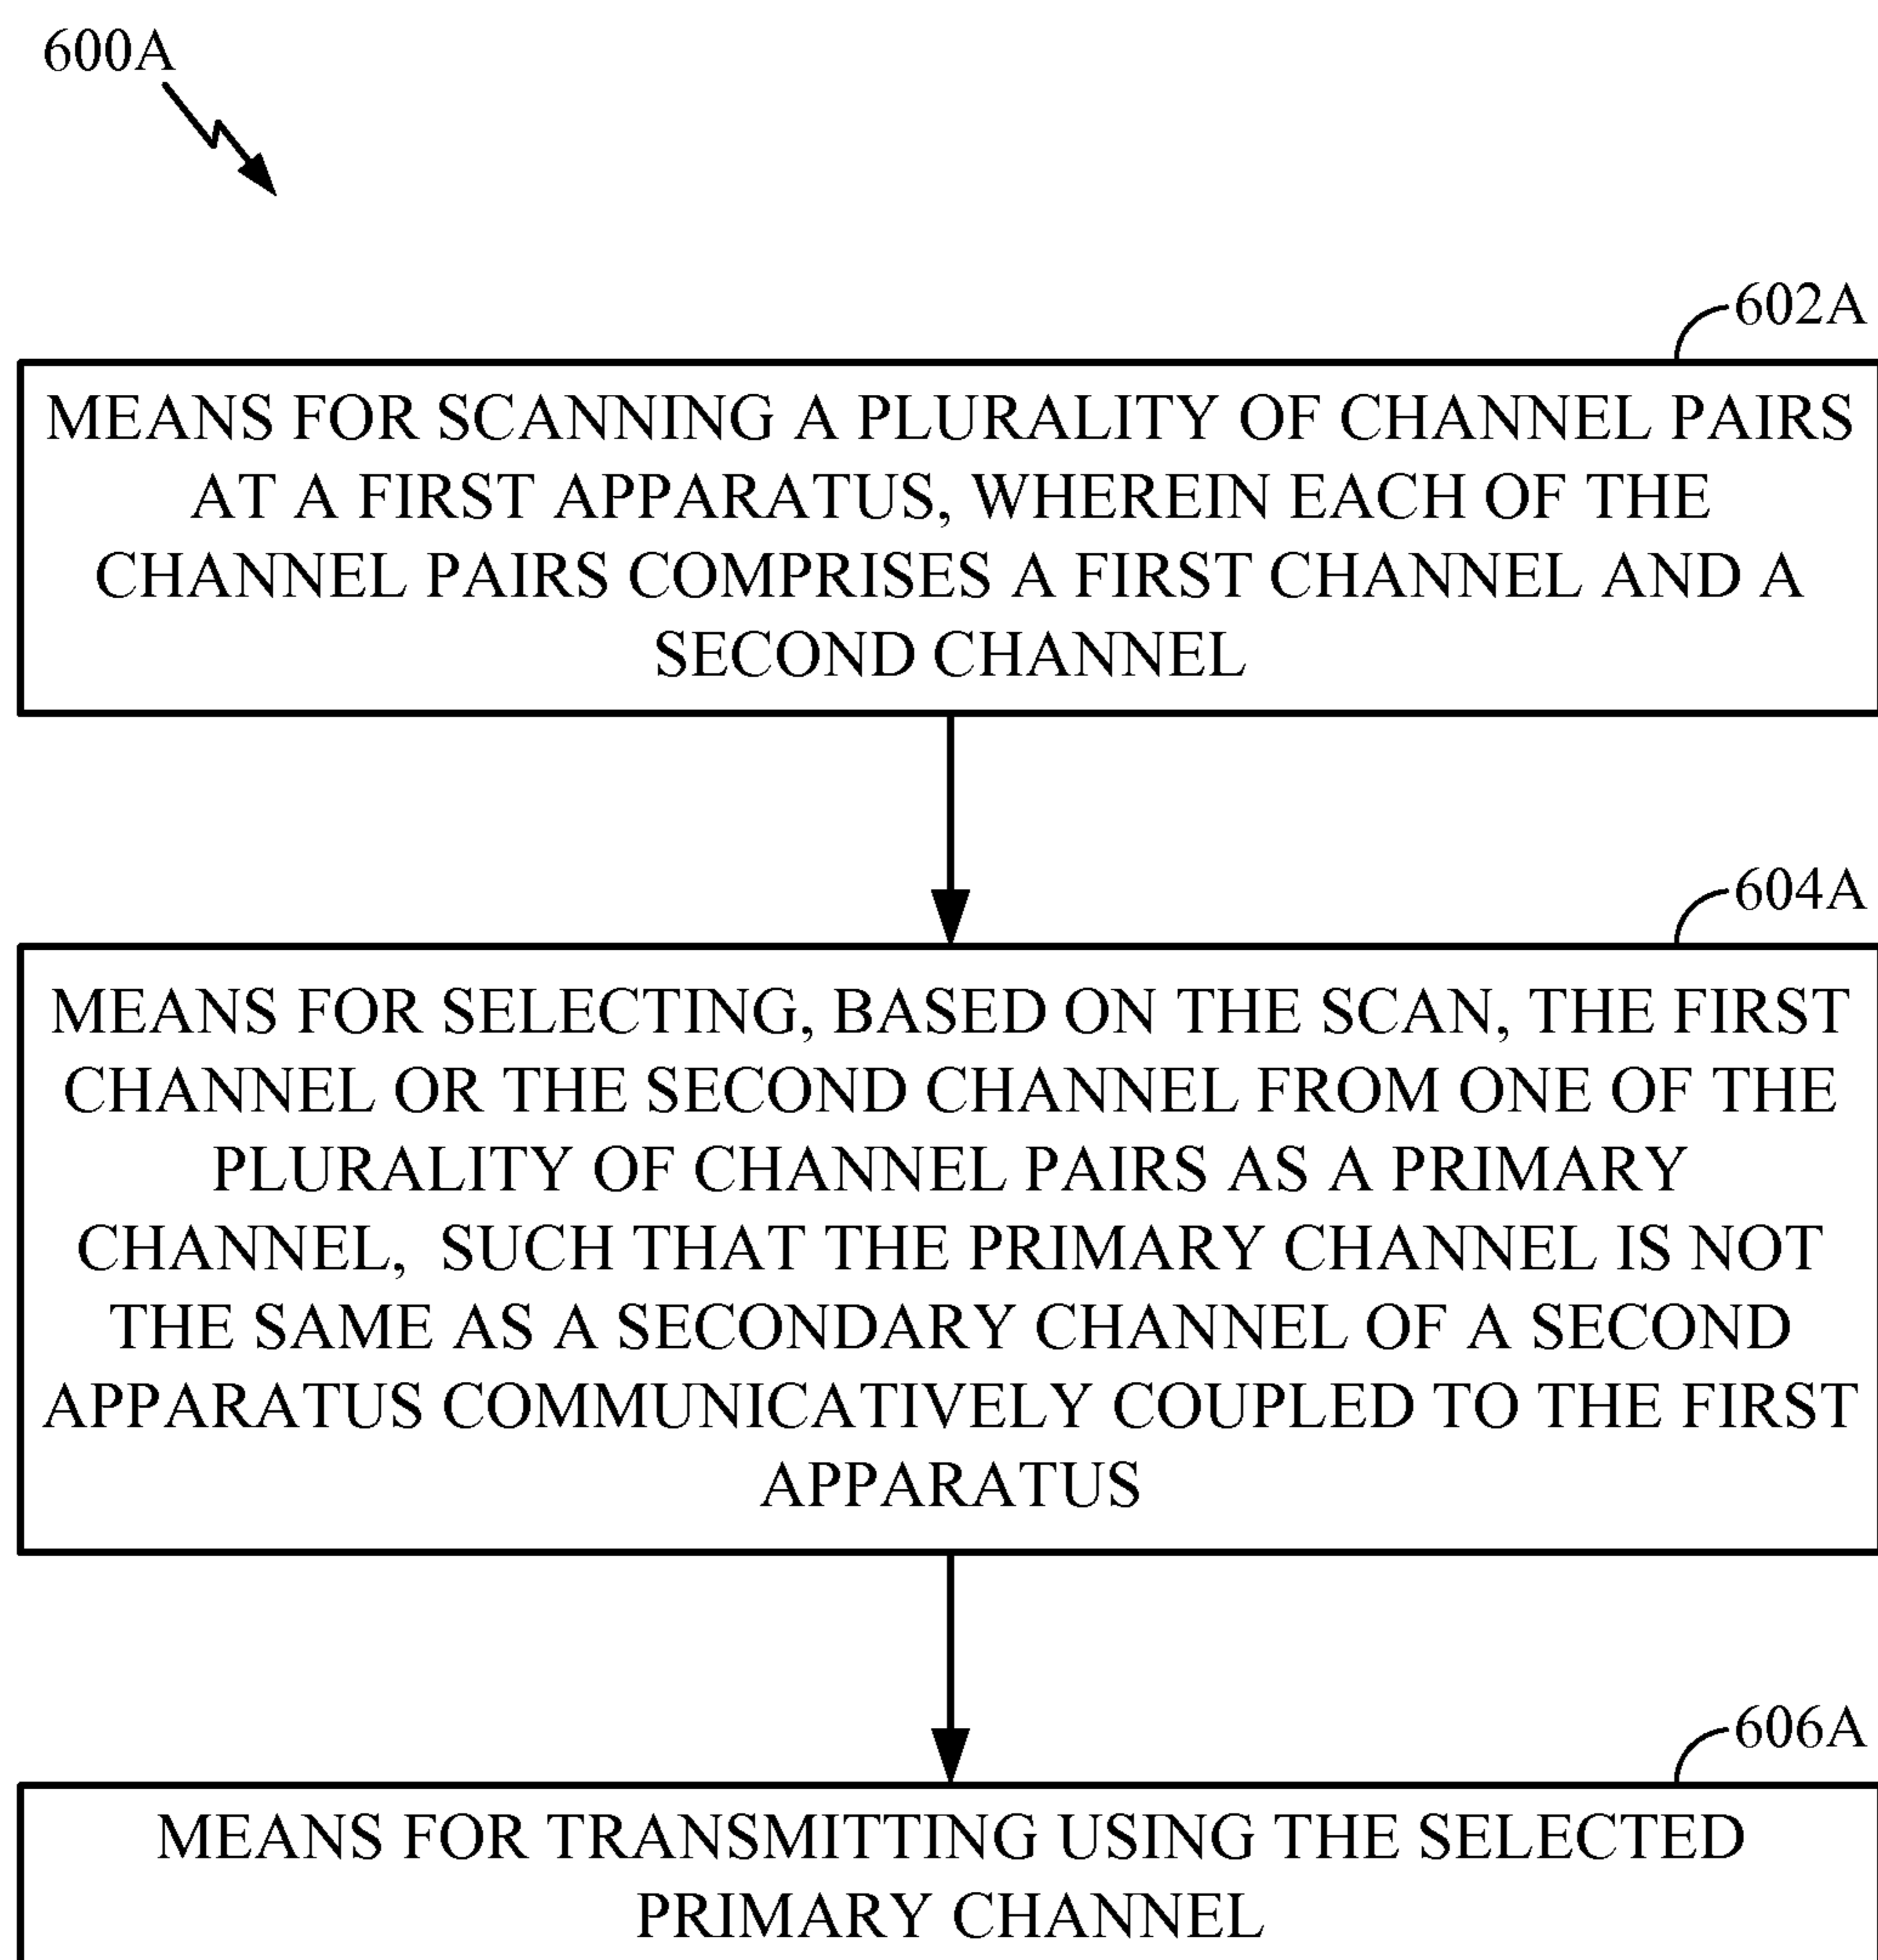 600A
602A
MEANS FOR SCANNING A PLURALITY OF CHANNEL PAIRS
AT A FIRST APPARATUS, WHEREIN EACH OF THE
CHANNEL PAIRS COMPRISES A FIRST CHANNEL AND A
SECOND CHANNEL
604A
MEANS FOR SELECTING, BASED ON THE SCAN, THE FIRST
CHANNEL OR THE SECOND CHANNEL FROM ONE OF THE
PLURALITY OF CHANNEL PAIRS AS A PRIMARY
CHANNEL, SUCH THAT THE PRIMARY CHANNEL IS NOT
THE SAME AS A SECONDARY CHANNEL OF A SECOND
APPARATUS COMMUNICATIVELY COUPLED TO THE FIRST
APPARATUS
606A
MEANS FOR TRANSMITTING USING THE SELECTED
PRIMARY CHANNEL